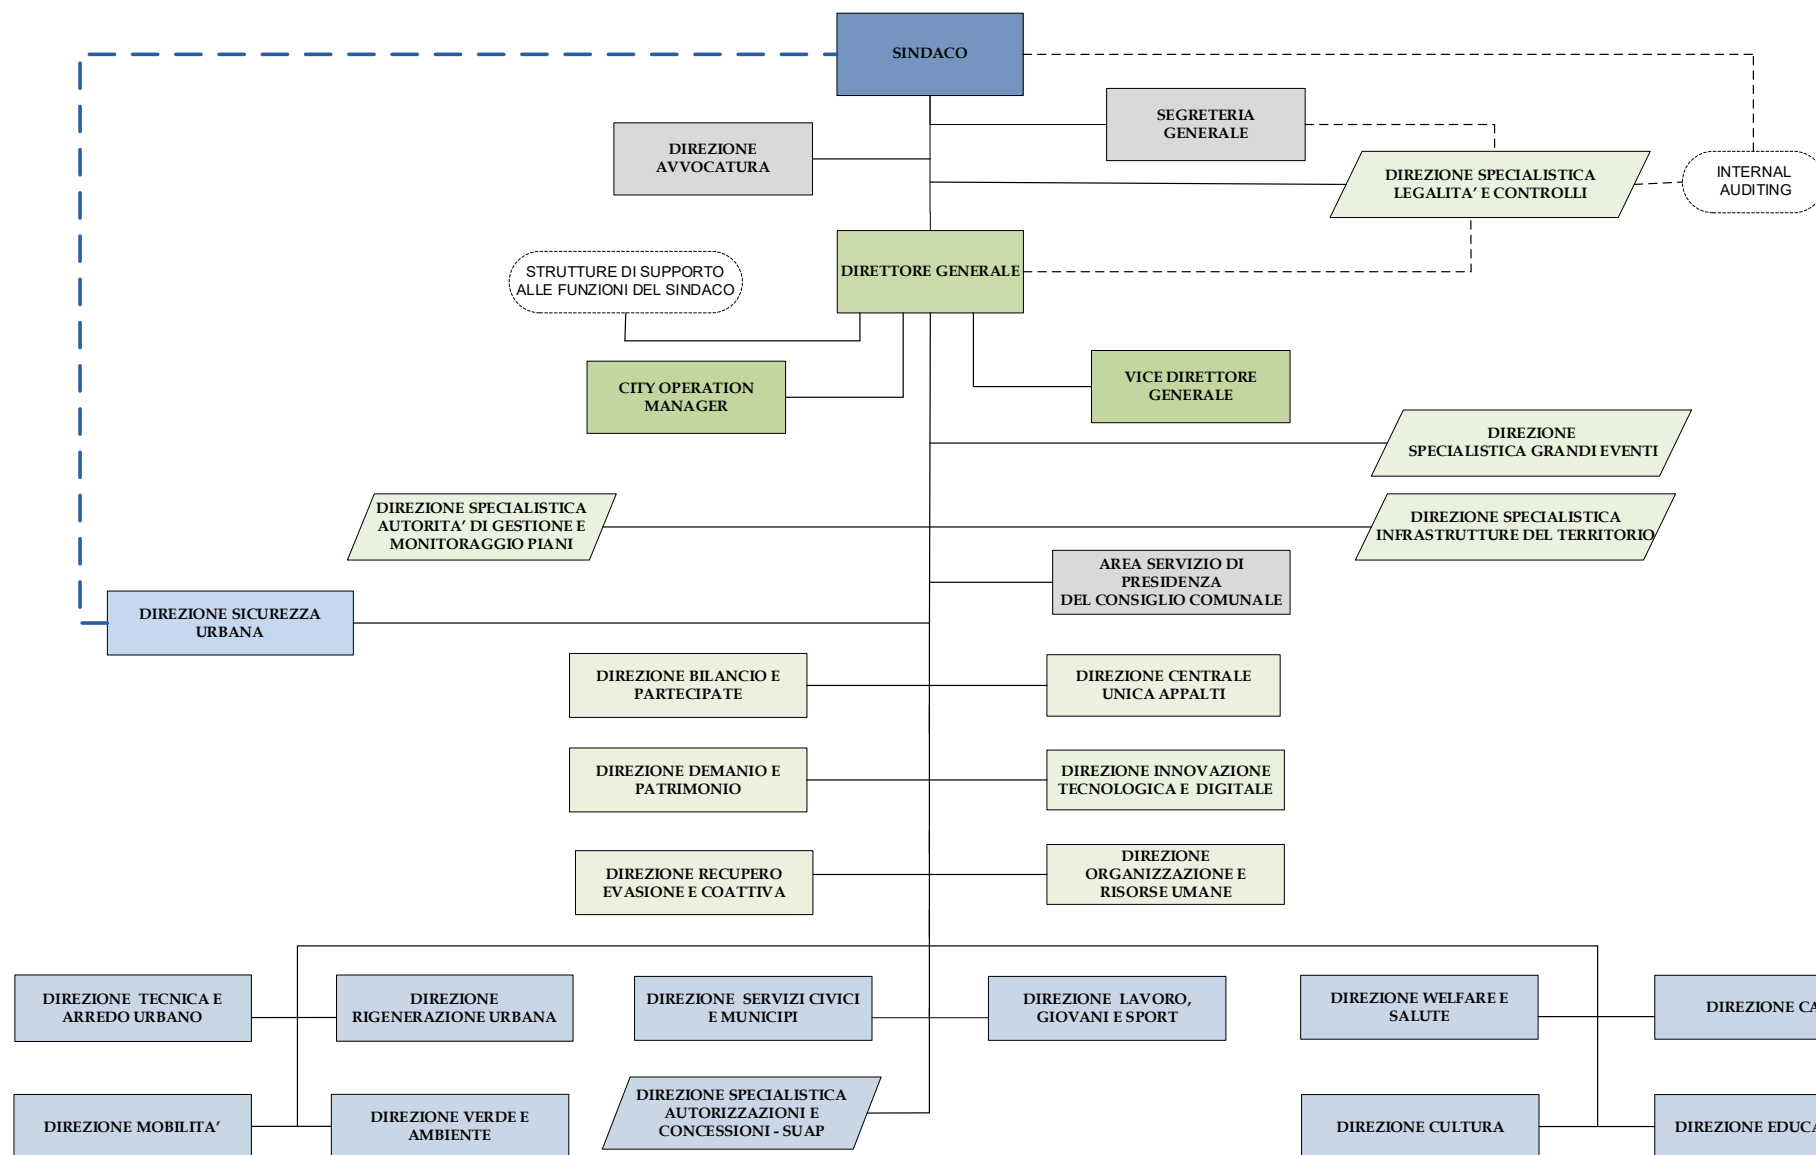 SINDACO
SEGRETERIA
GENERALE
DIREZIONE
AVVOCATURA
DIREZIONE SPECIALISTICA
LEGALITA’ E CONTROLLI
INTERNAL
AUDITING
DIRETTORE GENERALE
STRUTTURE DI SUPPORTO
ALLE FUNZIONI DEL SINDACO
CITY OPERATION
MANAGER
VICE DIRETTORE
GENERALE
DIREZIONE
SPECIALISTICA GRANDI EVENTI
DIREZIONE SPECIALISTICA
AUTORITA’ DI GESTIONE E
MONITORAGGIO PIANI
DIREZIONE SPECIALISTICA
INFRASTRUTTURE DEL TERRITORIO
AREA SERVIZIO DI
PRESIDENZA
DEL CONSIGLIO COMUNALE
DIREZIONE SICUREZZA
URBANA
DIREZIONE BILANCIO E
PARTECIPATE
DIREZIONE CENTRALE
UNICA APPALTI
DIREZIONE DEMANIO E
PATRIMONIO
DIREZIONE INNOVAZIONE
TECNOLOGICA E DIGITALE
DIREZIONE RECUPERO
EVASIONE E COATTIVA
DIREZIONE
ORGANIZZAZIONE E
RISORSE UMANE
DIREZIONE TECNICA E
ARREDO URBANO
DIREZIONE
RIGENERAZIONE URBANA
DIREZIONE SERVIZI CIVICI
E MUNICIPI
DIREZIONE LAVORO,
GIOVANI E SPORT
DIREZIONE WELFARE E
SALUTE
DIREZIONE
DIREZIONE MOBILITA’
DIREZIONE VERDE E
AMBIENTE
DIREZIONE SPECIALISTICA
AUTORIZZAZIONI E
CONCESSIONI - SUAP
DIREZIONE CULTURA
DIREZIONE